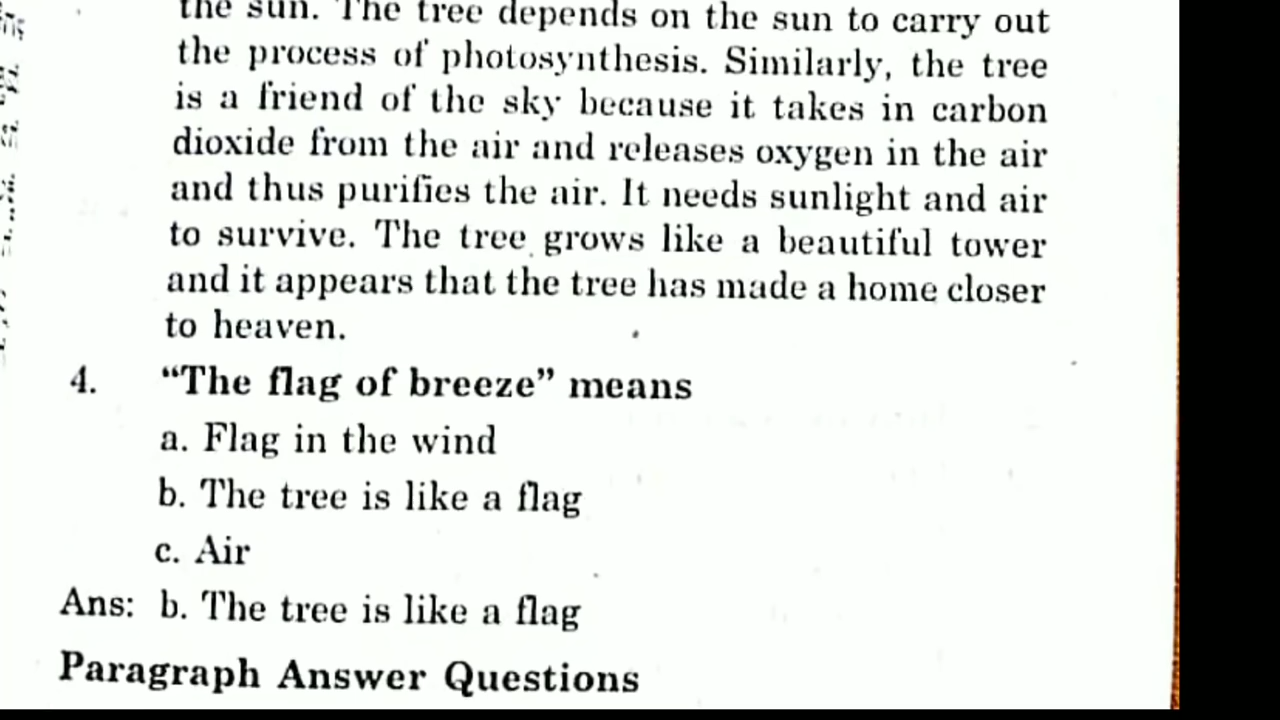 the sun. The tree depends on the sun to carry out
the process of photosynthesis. Similarly, the tree
is a friend of the sky because it takes in carbon
dioxide from the air and releases oxygen in the air
and thus purifies the air. It needs sunlight and air
to survive. The tree grows like a beautiful tower
and it appears that the tree has made a home closer
to heaven.
4. “The flag of breeze” means
a. Flag in the wind
b. The tree is like a flag
c. Air
Ans: b. The tree is like a flag
Paragraph Answer Questions